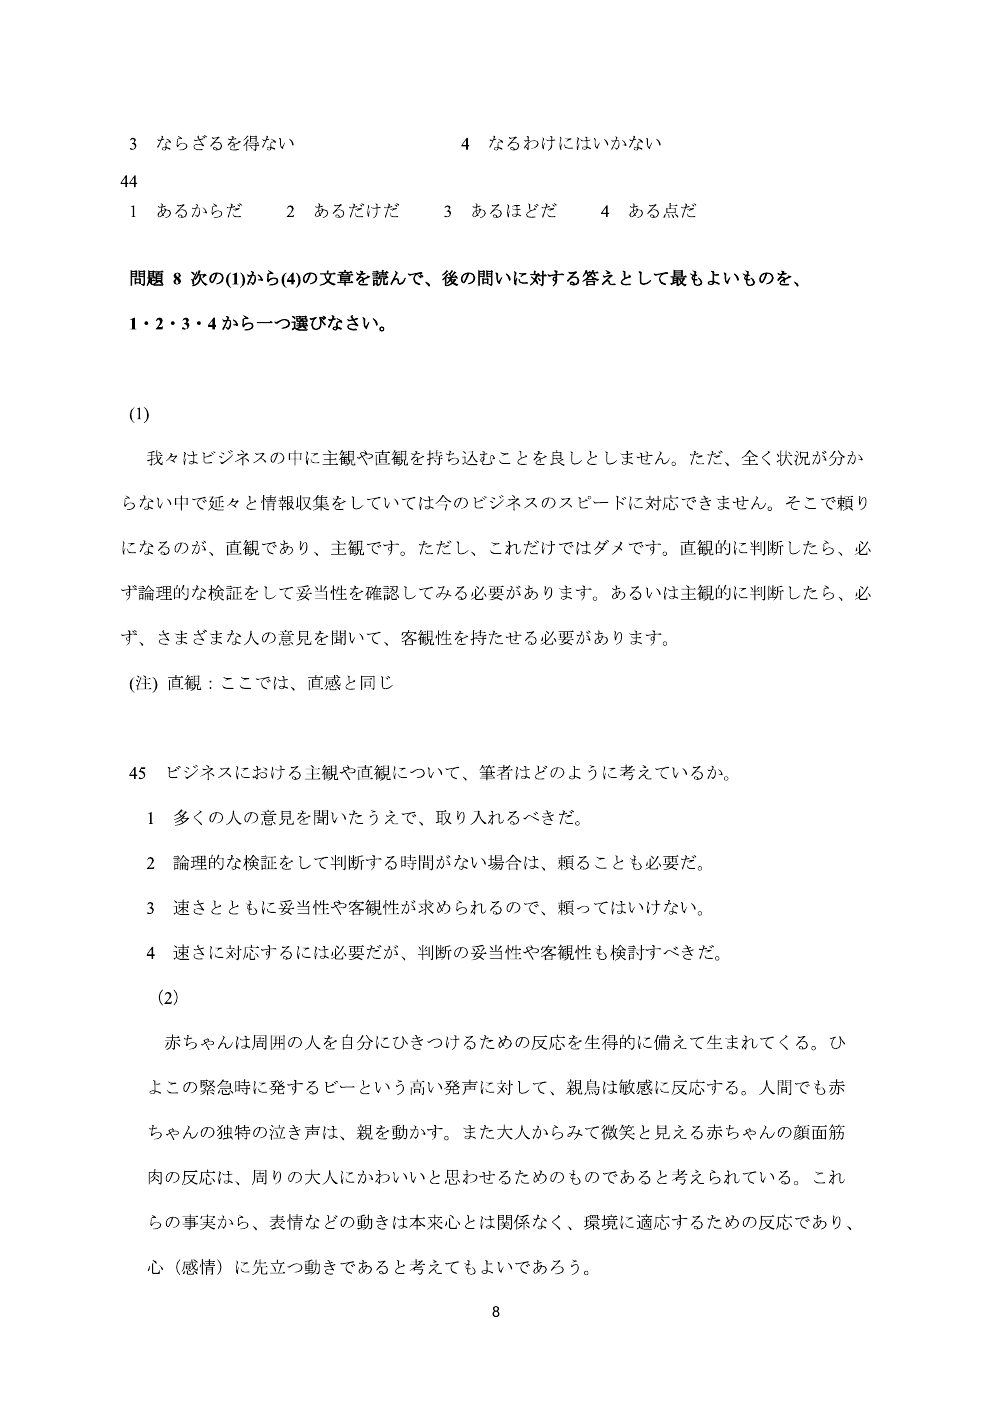 3　ならざるを得ない　4　なるわけにはいかない
44
1　あるからだ　2　あるだけだ　3　あるほどだ　4　ある点だ
問題 8 次の(1)から(4)の文章を読んで、後の問いに対する答えとして最もよいものを、
1・2・3・4 から一つ選びなさい。
(1)
我々はビジネスの中に主観や直観を持ち込むことを良しとしません。ただ、全く状況が分か
らない中で延々と情報収集をしていては今のビジネスのスピードに対応できません。そこで頼り
になるのが、直観であり、主観です。ただし、これだけではダメです。直観的に判断したら、必
ず論理的な検証をして妥当性を確認してみる必要があります。あるいは主観的に判断したら、必
ず、さまざまな人の意見を聞いて、客観性を持たせる必要があります。
(注) 直観：ここでは、直感と同じ
45　ビジネスにおける主観や直観について、筆者はどのように考えているか。
1　多くの人の意見を聞いたうえで、取り入れるべきだ。
2　論理的な検証をして判断する時間がない場合は、頼ることも必要だ。
3　速さとともに妥当性や客観性が求められるので、頼ってはいけない。
4　速さに対応するには必要だが、判断の妥当性や客観性も検討すべきだ。
（2）
赤ちゃんは周囲の人を自分にひきつけるための反応を生得的に備えて生まれてくる。ひ
よこの緊急時に発するビーという高い発声に対して、親鳥は敏感に反応する。人間でも赤
ちゃんの独特の泣き声は、親を動かす。また大人からみて微笑と見える赤ちゃんの顔面筋
肉の反応は、周りの大人にかわいいと思わせるためのものであると考えられている。これ
らの事実から、表情などの動きは本来心とは関係なく、環境に適応するための反応であり、
心（感情）に先立つ動きであると考えてもよいであろう。
8